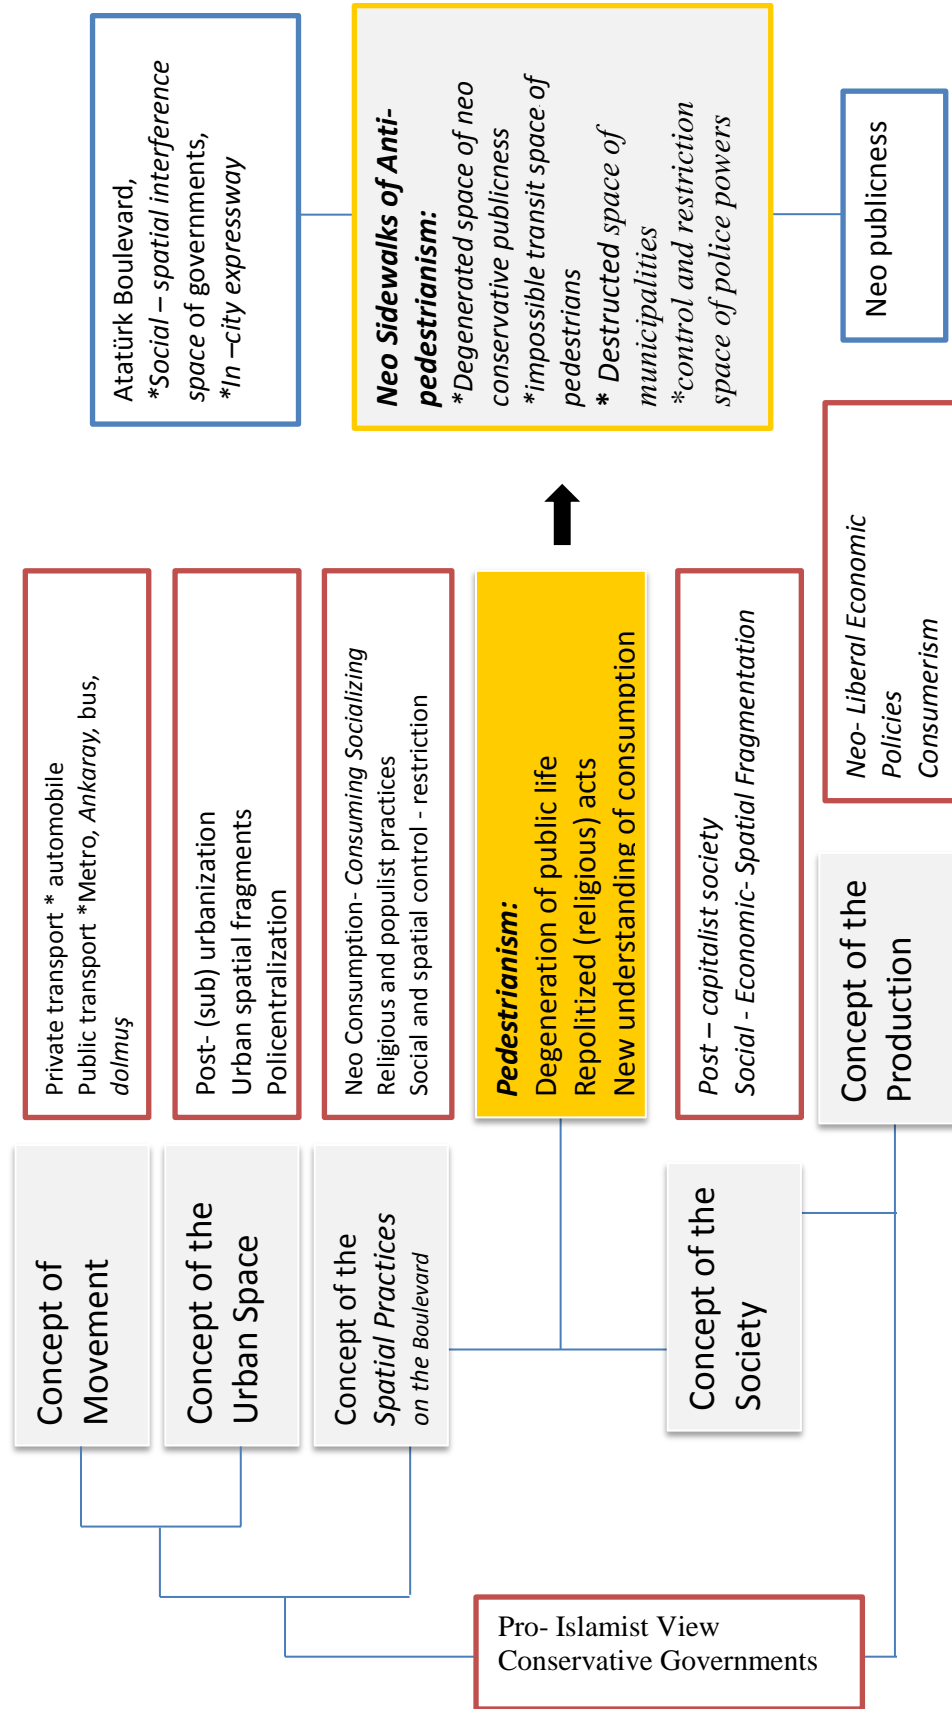 Concept of
Movement
Private transport * automobile
Public transport *Metro, Ankaray, bus,
dolmuş
Atatürk Boulevard,
*Social – spatial interference
space of governments,
*In –city expressway
Concept of the
Urban Space
Post- (sub) urbanization
Urban spatial fragments
Policentralization
Concept of the
Spatial Practices
on the Boulevard
Neo Consumption- Consuming Socializing
Religious and populist practices
Social and spatial control - restriction
Neo Sidewalks of Anti-
pedestrianism:
*Degenerated space of neo
conservative publicness
*impossible transit space of
pedestrians
* Destructed space of
municipalities
*control and restriction
space of police powers
Pro- Islamist View
Conservative Governments
Pedestrianism:
Degeneration of public life
Repolitized (religious) acts
New understanding of consumption
Concept of the
Society
Post – capitalist society
Social - Economic- Spatial Fragmentation
Concept of the
Production
Neo- Liberal Economic
Policies
Consumerism
Neo publicness